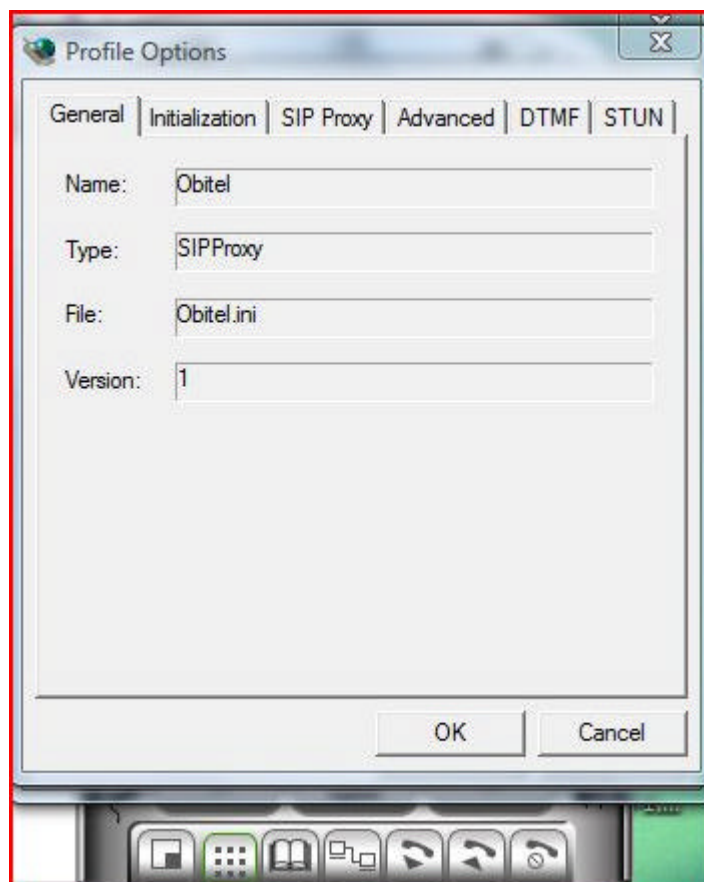 Profile Options
General Initialization SIP Proxy Advanced DTMF STUN
Name: Obitel
Type: SIPProxy
File: Obitel.ini
Version: 1
OK Cancel